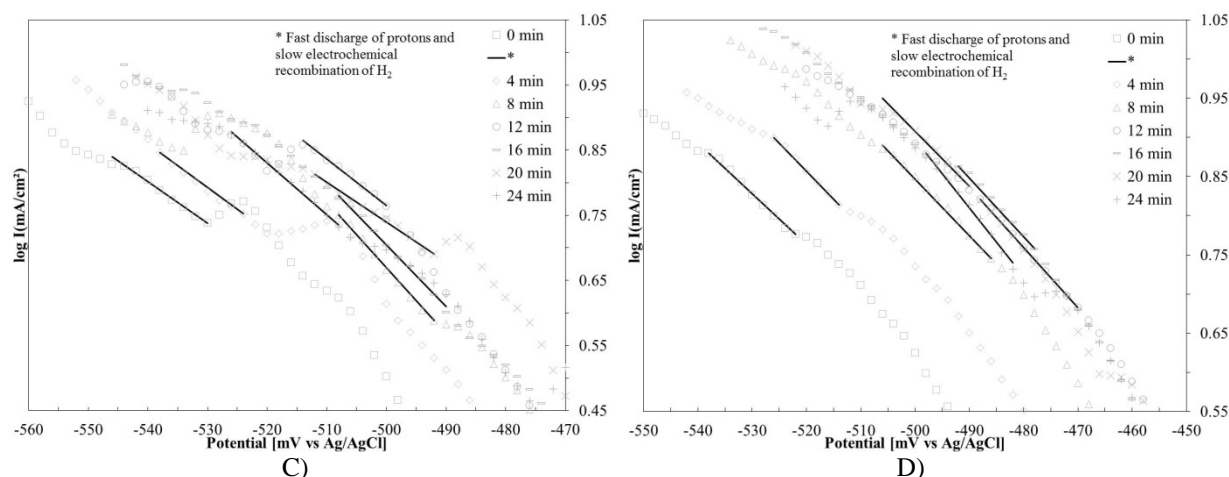 * Fast discharge of protons and
slow electrochemical
recombination of H₂
0 min
*
4 min
8 min
12 min
16 min
20 min
24 min
1.05
0.95
0.85
0.75
0.65
0.55
0.45
log I(mA/cm²)
-560 -550 -540 -530 -520 -510 -500 -490 -480 -470
Potential [mV vs Ag/AgCl]
C)
* Fast discharge of protons and
slow electrochemical
recombination of H₂
0 min
*
4 min
8 min
12 min
16 min
20 min
24 min
1.05
0.95
0.85
0.75
0.65
0.55
log I(mA/cm²)
-550 -540 -530 -520 -510 -500 -490 -480 -470 -460 -450
Potential [mV vs Ag/AgCl]
D)